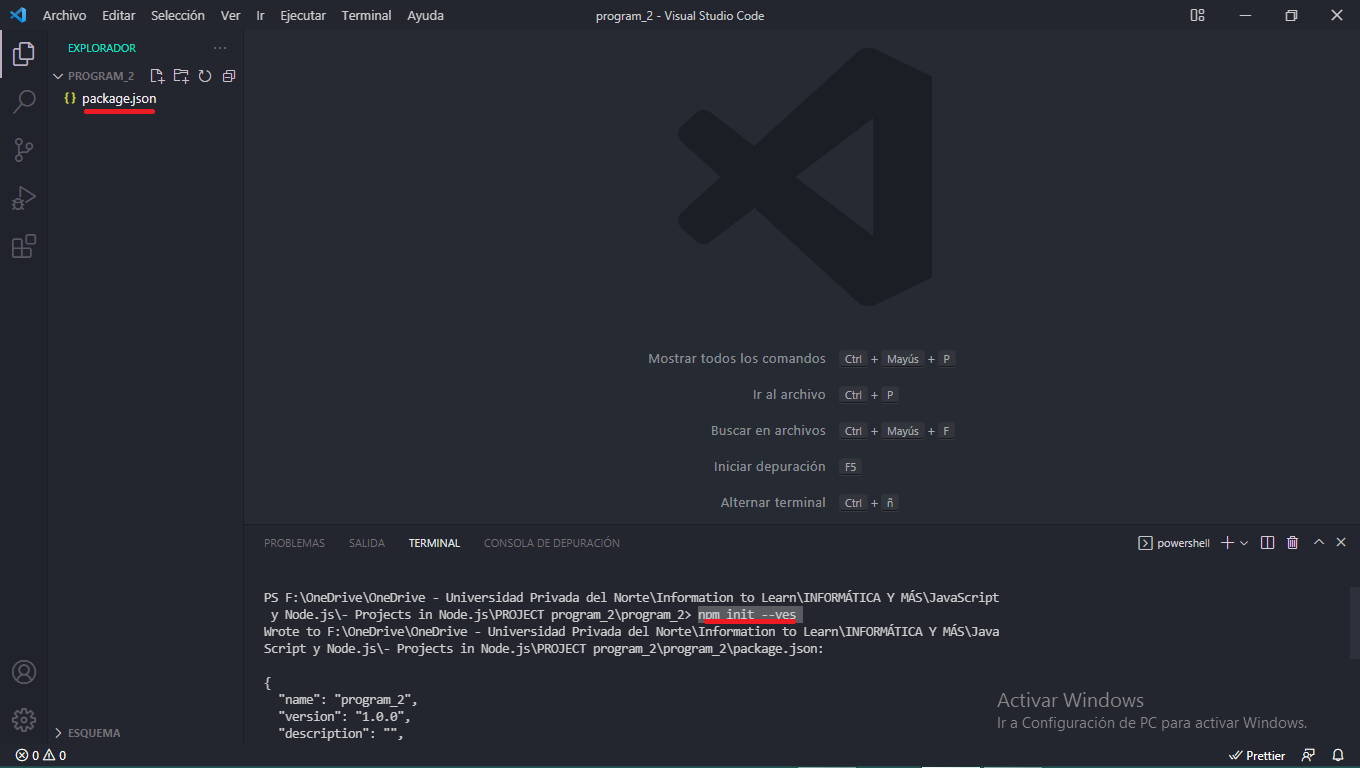 Archivo Editar Selección Ver Ir Ejecutar Terminal Ayuda
program_2 - Visual Studio Code
EXPLORADOR
PROGRAM_2
{} package.json
Mostrar todos los comandos Ctrl + Mayús + P
Ir al archivo Ctrl + P
Buscar en archivos Ctrl + Mayús + F
Iniciar depuración F5
Alternar terminal Ctrl + ñ
PROBLEMAS SALIDA TERMINAL CONSOLA DE DEPURACIÓN
powershell
PS F:\OneDrive\OneDrive - Universidad Privada del Norte\Information to Learn\INFORMÁTICA Y MÁS\JavaScript
y Node.js\- Projects in Node.js\PROJECT program_2\program_2> npm init --yes
Wrote to F:\OneDrive\OneDrive - Universidad Privada del Norte\Information to Learn\INFORMÁTICA Y MÁS\Java
Script y Node.js\- Projects in Node.js\PROJECT program_2\program_2\package.json:
{
"name": "program_2",
"version": "1.0.0",
"description": "",
Activar Windows
Ir a Configuración de PC para activar Windows.
ESQUEMA
0 0
Prettier